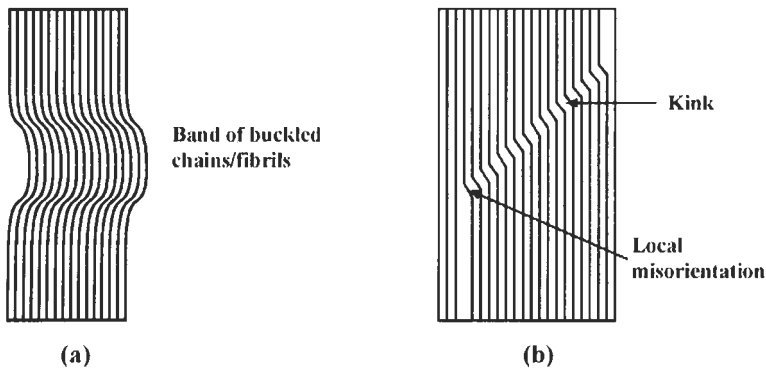 Band of buckled
chains/fibrils
Kink
Local
misorientation
(a)
(b)